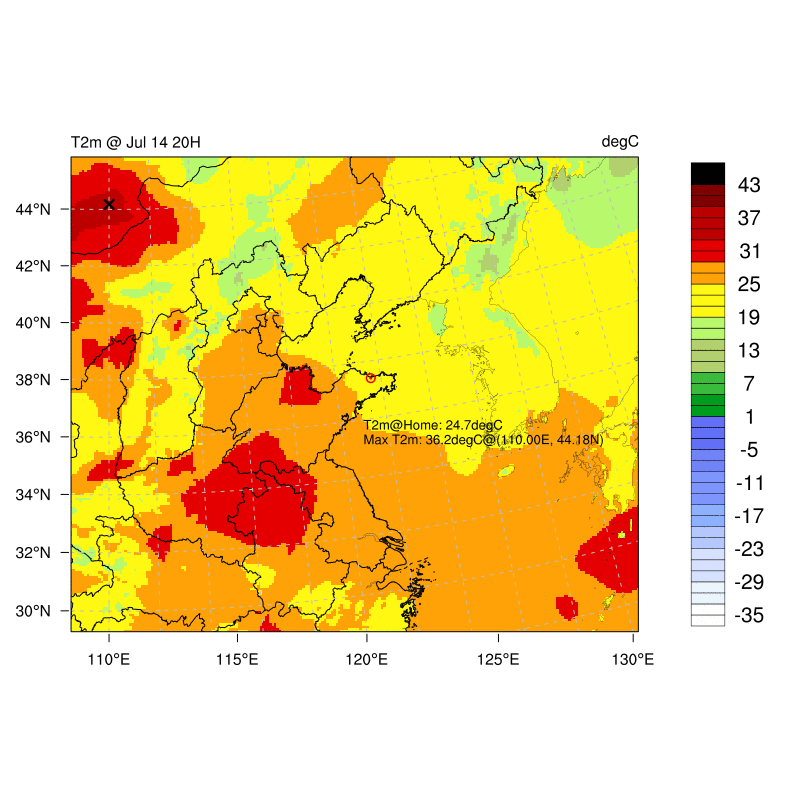 T2m @ Jul 14 20H
degC
44°N
42°N
40°N
38°N
36°N
34°N
32°N
30°N
T2m@Home: 24.7degC
Max T2m: 36.2degC@(110.00E, 44.18N)
110°E
115°E
120°E
125°E
130°E
43
37
31
25
19
13
7
1
-5
-11
-17
-23
-29
-35